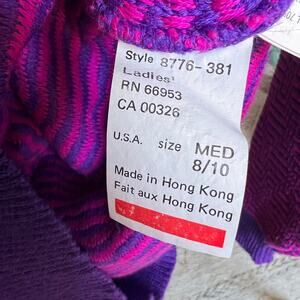 Style 8776-381
Ladies'
RN 66953
CA 00326
U.S.A. size MED
8/10
Made in Hong Kong
Fait aux Hong Kong